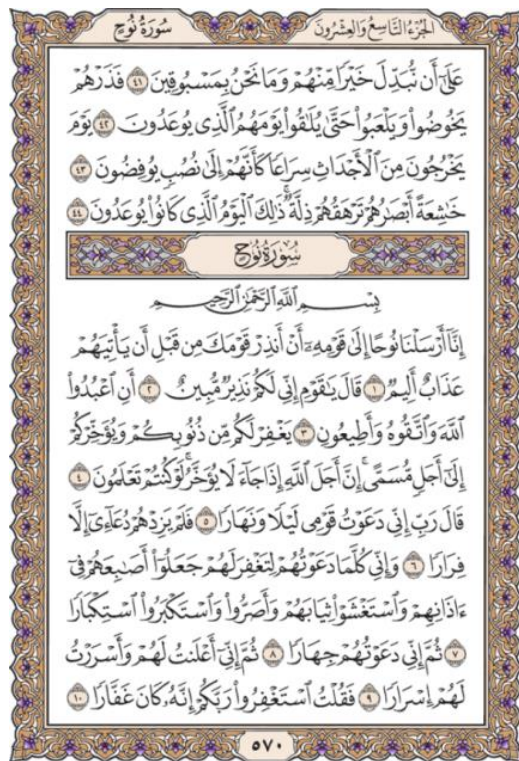 الجُزْءُ التَّاسِعُ وَالْعِشْرُونَ
سُورَةُ نُوحٍ
عَلَىٰٓ أَن نُّبَدِّلَ خَيْرًا مِّنْهُمْ وَمَا نَحْنُ بِمَسْبُوقِينَ ٤١ فَذَرْهُمْ
يَخُوضُوا۟ وَيَلْعَبُوا۟ حَتَّىٰ يُلَٰقُوا۟ يَوْمَهُمُ ٱلَّذِى يُوعَدُونَ ٤٢ يَوْمَ
يَخْرُجُونَ مِنَ ٱلْأَجْدَاثِ سِرَاعًا كَأَنَّهُمْ إِلَىٰ نُصُبٍ يُوفِضُونَ ٤٣
خَٰشِعَةً أَبْصَٰرُهُمْ تَرْهَقُهُمْ ذِلَّةٌ ۚ ذَٰلِكَ ٱلْيَوْمُ ٱلَّذِى كَانُوا۟ يُوعَدُونَ ٤٤
سُورَةُ نُوحٍ
بِسْمِ ٱللَّهِ ٱلرَّحْمَٰنِ ٱلرَّحِيمِ
إِنَّآ أَرْسَلْنَا نُوحًا إِلَىٰ قَوْمِهِۦٓ أَنْ أَنذِرْ قَوْمَكَ مِن قَبْلِ أَن يَأْتِيَهُمْ
عَذَابٌ أَلِيمٌ ١ قَالَ يَٰقَوْمِ إِنِّى لَكُمْ نَذِيرٌ مُّبِينٌ ٢ أَنِ ٱعْبُدُوا۟
ٱللَّهَ وَٱتَّقُوهُ وَأَطِيعُونِ ٣ يَغْفِرْ لَكُم مِّن ذُنُوبِكُمْ وَيُؤَخِّرْكُمْ
إِلَىٰٓ أَجَلٍ مُّسَمًّى ۚ إِنَّ أَجَلَ ٱللَّهِ إِذَا جَآءَ لَا يُؤَخَّرُ ۖ لَوْ كُنتُمْ تَعْلَمُونَ ٤
قَالَ رَبِّ إِنِّى دَعَوْتُ قَوْمِى لَيْلًا وَنَهَارًا ٥ فَلَمْ يَزِدْهُمْ دُعَآءِىٓ إِلَّا
فِرَارًا ٦ وَإِنِّى كُلَّمَا دَعَوْتُهُمْ لِتَغْفِرَ لَهُمْ جَعَلُوٓا۟ أَصَٰبِعَهُمْ فِىٓ
ءَاذَانِهِمْ وَٱسْتَغْشَوْا۟ ثِيَابَهُمْ وَأَصَرُّوا۟ وَٱسْتَكْبَرُوا۟ ٱسْتِكْبَارًا
٧ ثُمَّ إِنِّى دَعَوْتُهُمْ جِهَارًا ٨ ثُمَّ إِنِّىٓ أَعْلَنتُ لَهُمْ وَأَسْرَرْتُ
لَهُمْ إِسْرَارًا ٩ فَقُلْتُ ٱسْتَغْفِرُوا۟ رَبَّكُمْ إِنَّهُۥ كَانَ غَفَّارًا ١٠
٥٧٠